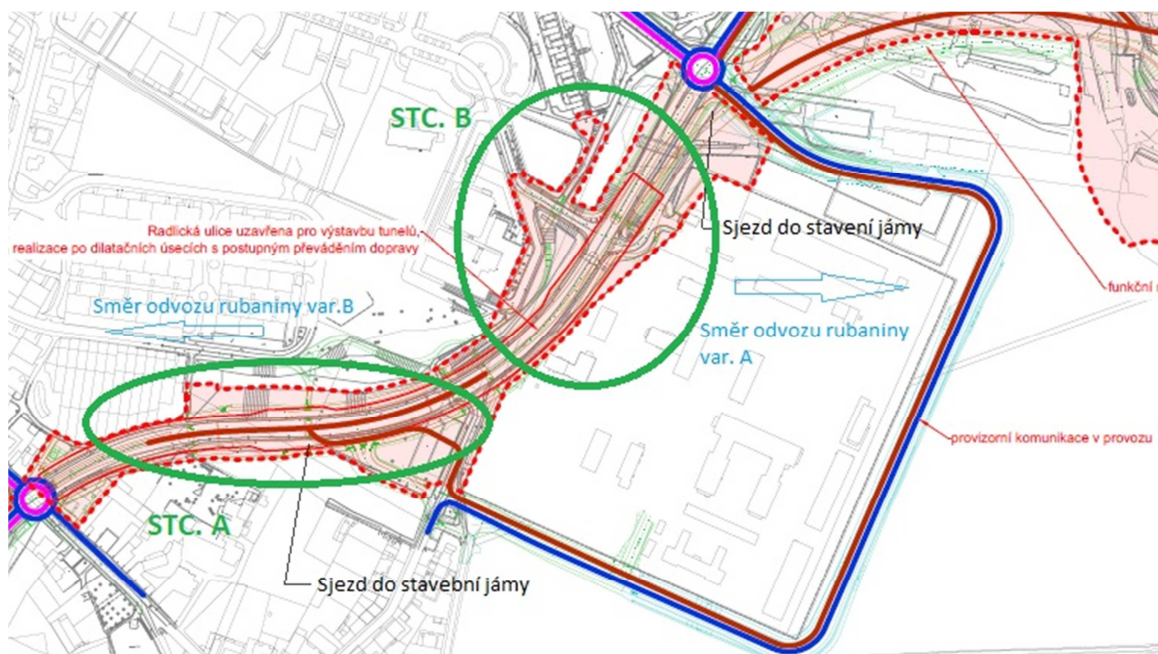 STC. B
Radlická ulice uzavřena pro výstavbu tunelů,
realizace po dilatačních úsecích s postupným převáděním dopravy
Sjezd do stavení jámy
funkční
Směr odvozu rubaniny var.B
Směr odvozu rubaniny
var. A
provizorní komunikace v provozu
STC. A
Sjezd do stavební jámy